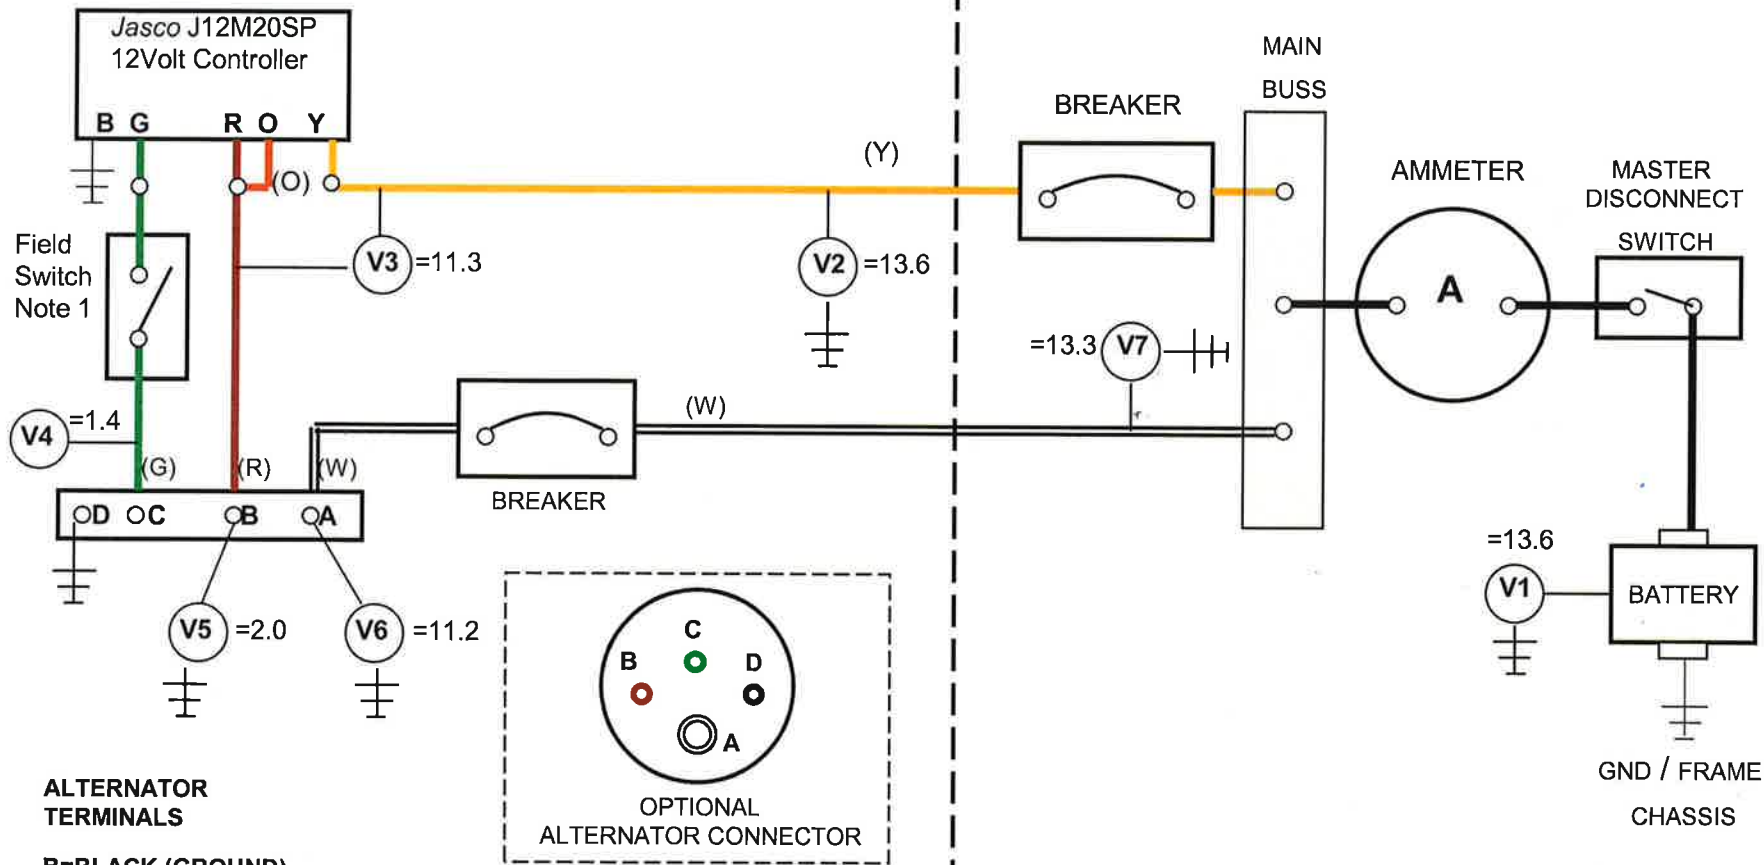 Jasco J12M20SP
12Volt Controller
B G R O Y
(O)
(Y)
Field
Switch
Note 1
V3 =11.3
V2 =13.6
BREAKER
MAIN
BUSS
AMMETER
A
MASTER
DISCONNECT
SWITCH
=13.3 V7
V4 =1.4
(G) (R) (W)
(W)
BREAKER
D C B A
V5 =2.0
V6 =11.2
=13.6
V1
BATTERY
GND / FRAME
CHASSIS
C
B D
A
OPTIONAL
ALTERNATOR CONNECTOR
ALTERNATOR
TERMINALS
B=BLACK (GROUND)